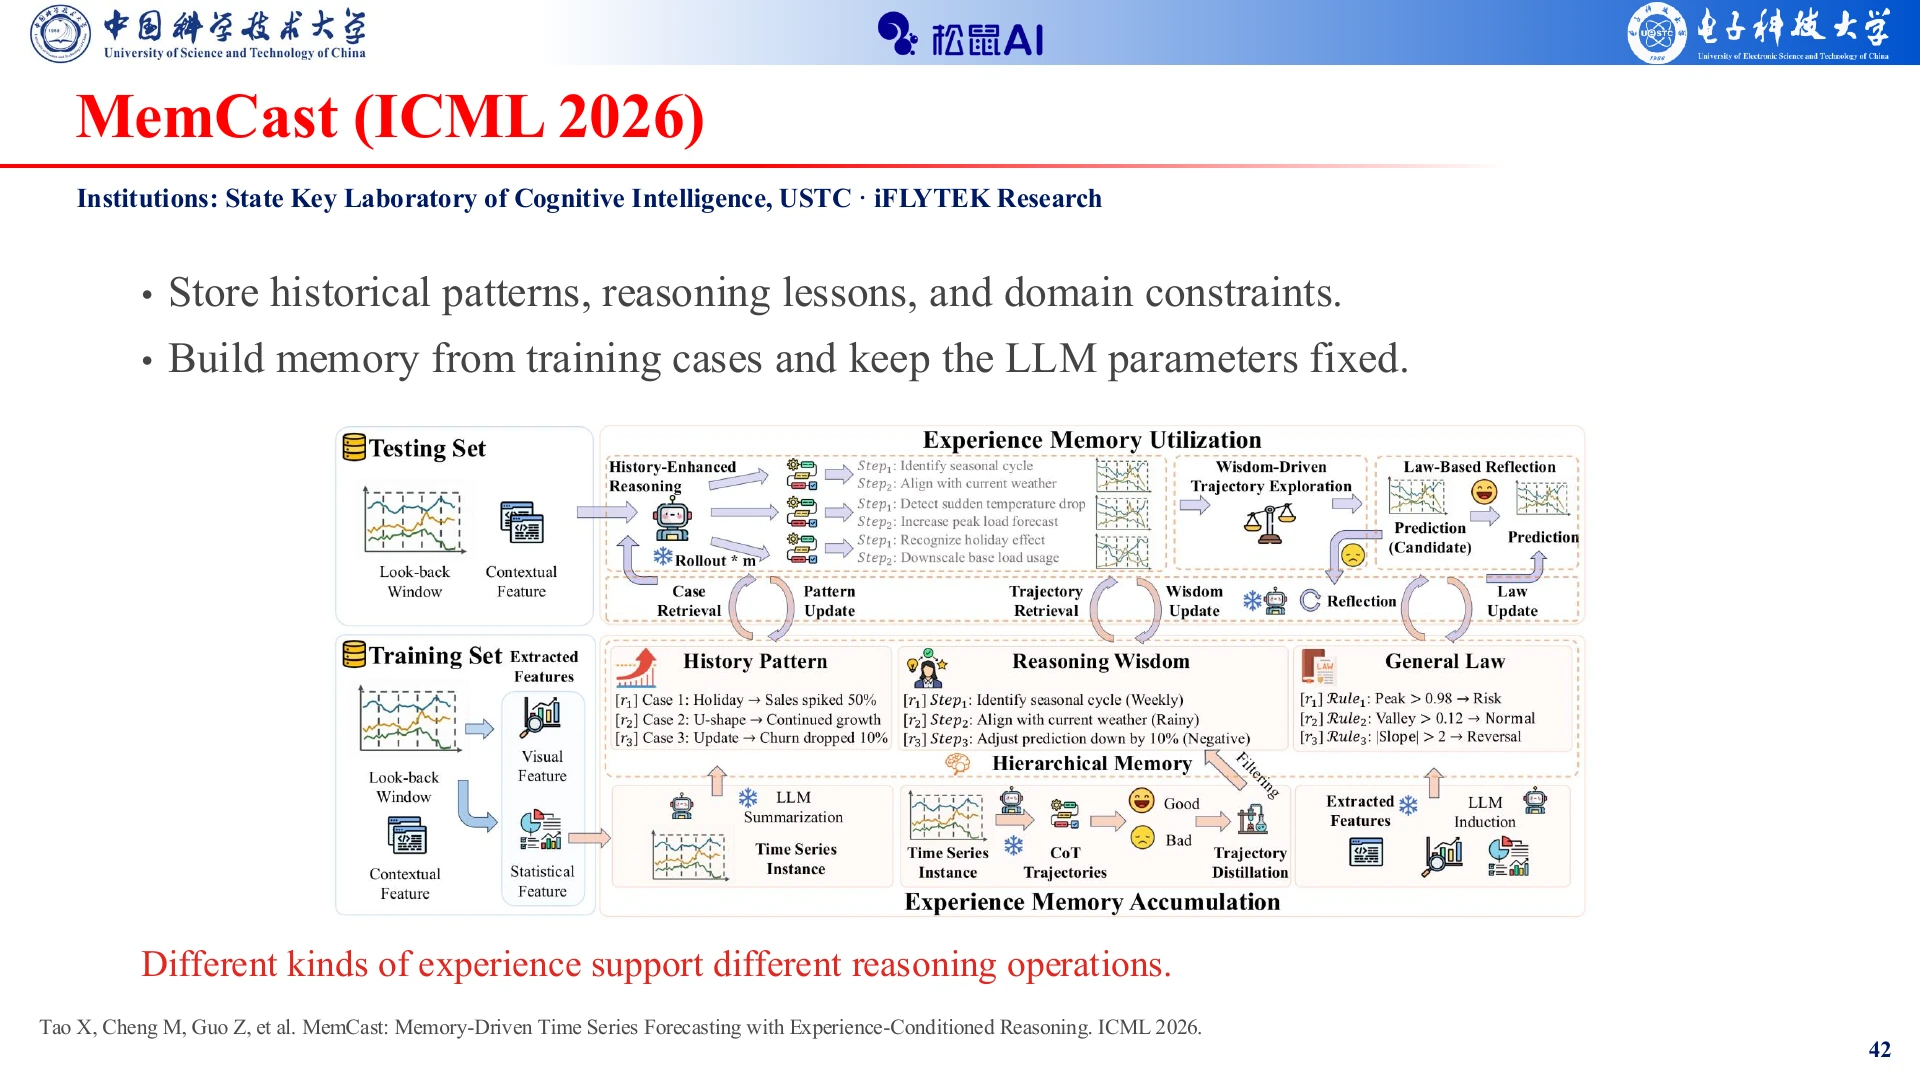 中国科学技术大学
University of Science and Technology of China
松鼠AI
电子科技大学
University of Electronic Science and Technology of China
MemCast (ICML 2026)
Institutions: State Key Laboratory of Cognitive Intelligence, USTC · iFLYTEK Research
• Store historical patterns, reasoning lessons, and domain constraints.
• Build memory from training cases and keep the LLM parameters fixed.
Testing Set
Look-back
Window
Contextual
Feature
Experience Memory Utilization
History-Enhanced
Reasoning
Rollout * m
Step₁: Identify seasonal cycle
Step₂: Align with current weather
Step₁: Detect sudden temperature drop
Step₂: Increase peak load forecast
Step₁: Recognize holiday effect
Step₂: Downscale base load usage
Wisdom-Driven
Trajectory Exploration
Law-Based Reflection
Prediction
(Candidate)
Prediction
Case
Retrieval
Pattern
Update
Trajectory
Retrieval
Wisdom
Update
Reflection
Law
Update
Training Set
Extracted
Features
Look-back
Window
Visual
Feature
Contextual
Feature
Statistical
Feature
History Pattern
[r₁] Case 1: Holiday → Sales spiked 50%
[r₂] Case 2: U-shape → Continued growth
[r₃] Case 3: Update → Churn dropped 10%
Reasoning Wisdom
[r₁] Step₁: Identify seasonal cycle (Weekly)
[r₂] Step₂: Align with current weather (Rainy)
[r₃] Step₃: Adjust prediction down by 10% (Negative)
General Law
LAW
[r₁] Rule₁: Peak > 0.98 → Risk
[r₂] Rule₂: Valley > 0.12 → Normal
[r₃] Rule₃: |Slope| > 2 → Reversal
Hierarchical Memory
Filtering
LLM
Summarization
Time Series
Instance
Time Series
Instance
CoT
Trajectories
Good
Bad
Trajectory
Distillation
Extracted
Features
LLM
Induction
Experience Memory Accumulation
Different kinds of experience support different reasoning operations.
Tao X, Cheng M, Guo Z, et al. MemCast: Memory-Driven Time Series Forecasting with Experience-Conditioned Reasoning. ICML 2026.
42